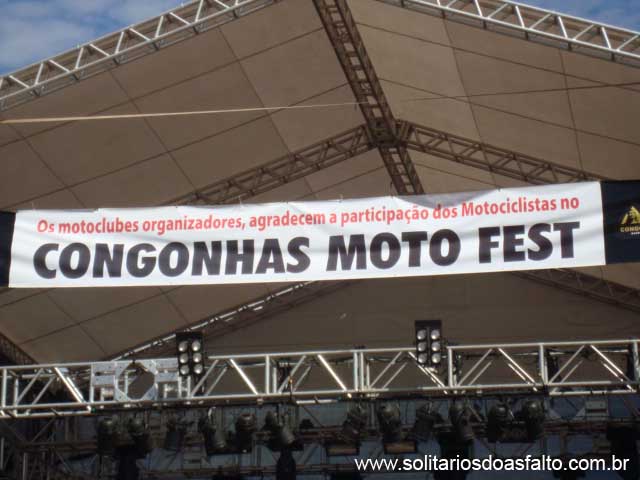 Os motoclubes organizadores, agradecem a participação dos Motociclistas no
CONGONHAS MOTO FEST
www.solitariosdoasfalto.com.br